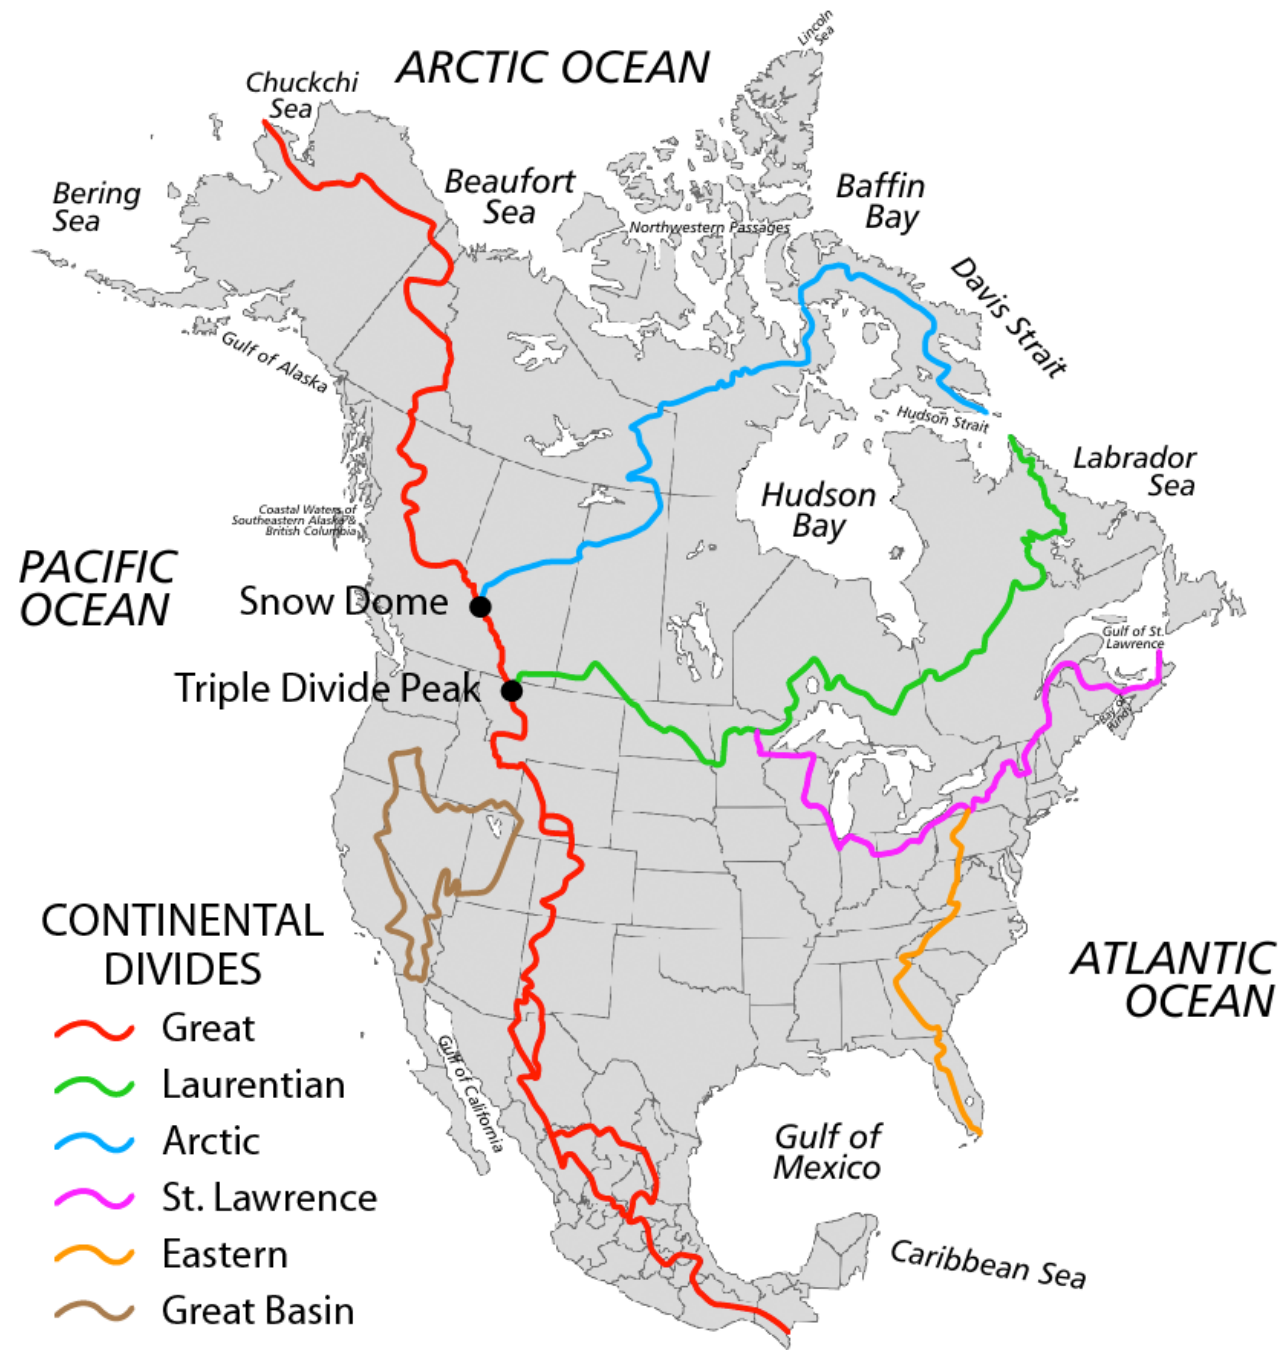 Lincoln
Sea
ARCTIC OCEAN
Chuckchi
Sea
Beaufort
Sea
Baffin
Bay
Bering
Sea
Northwestern Passages
Davis Strait
Gulf of Alaska
Hudson Strait
Labrador
Sea
Hudson
Bay
Coastal Waters of
Southeastern Alaska &
British Columbia
PACIFIC
OCEAN
Snow Dome
Gulf of St.
Lawrence
Triple Divide Peak
Bay of
Fundy
CONTINENTAL
DIVIDES
Great
Laurentian
Arctic
St. Lawrence
Eastern
Great Basin
ATLANTIC
OCEAN
Gulf of California
Gulf of
Mexico
Caribbean Sea